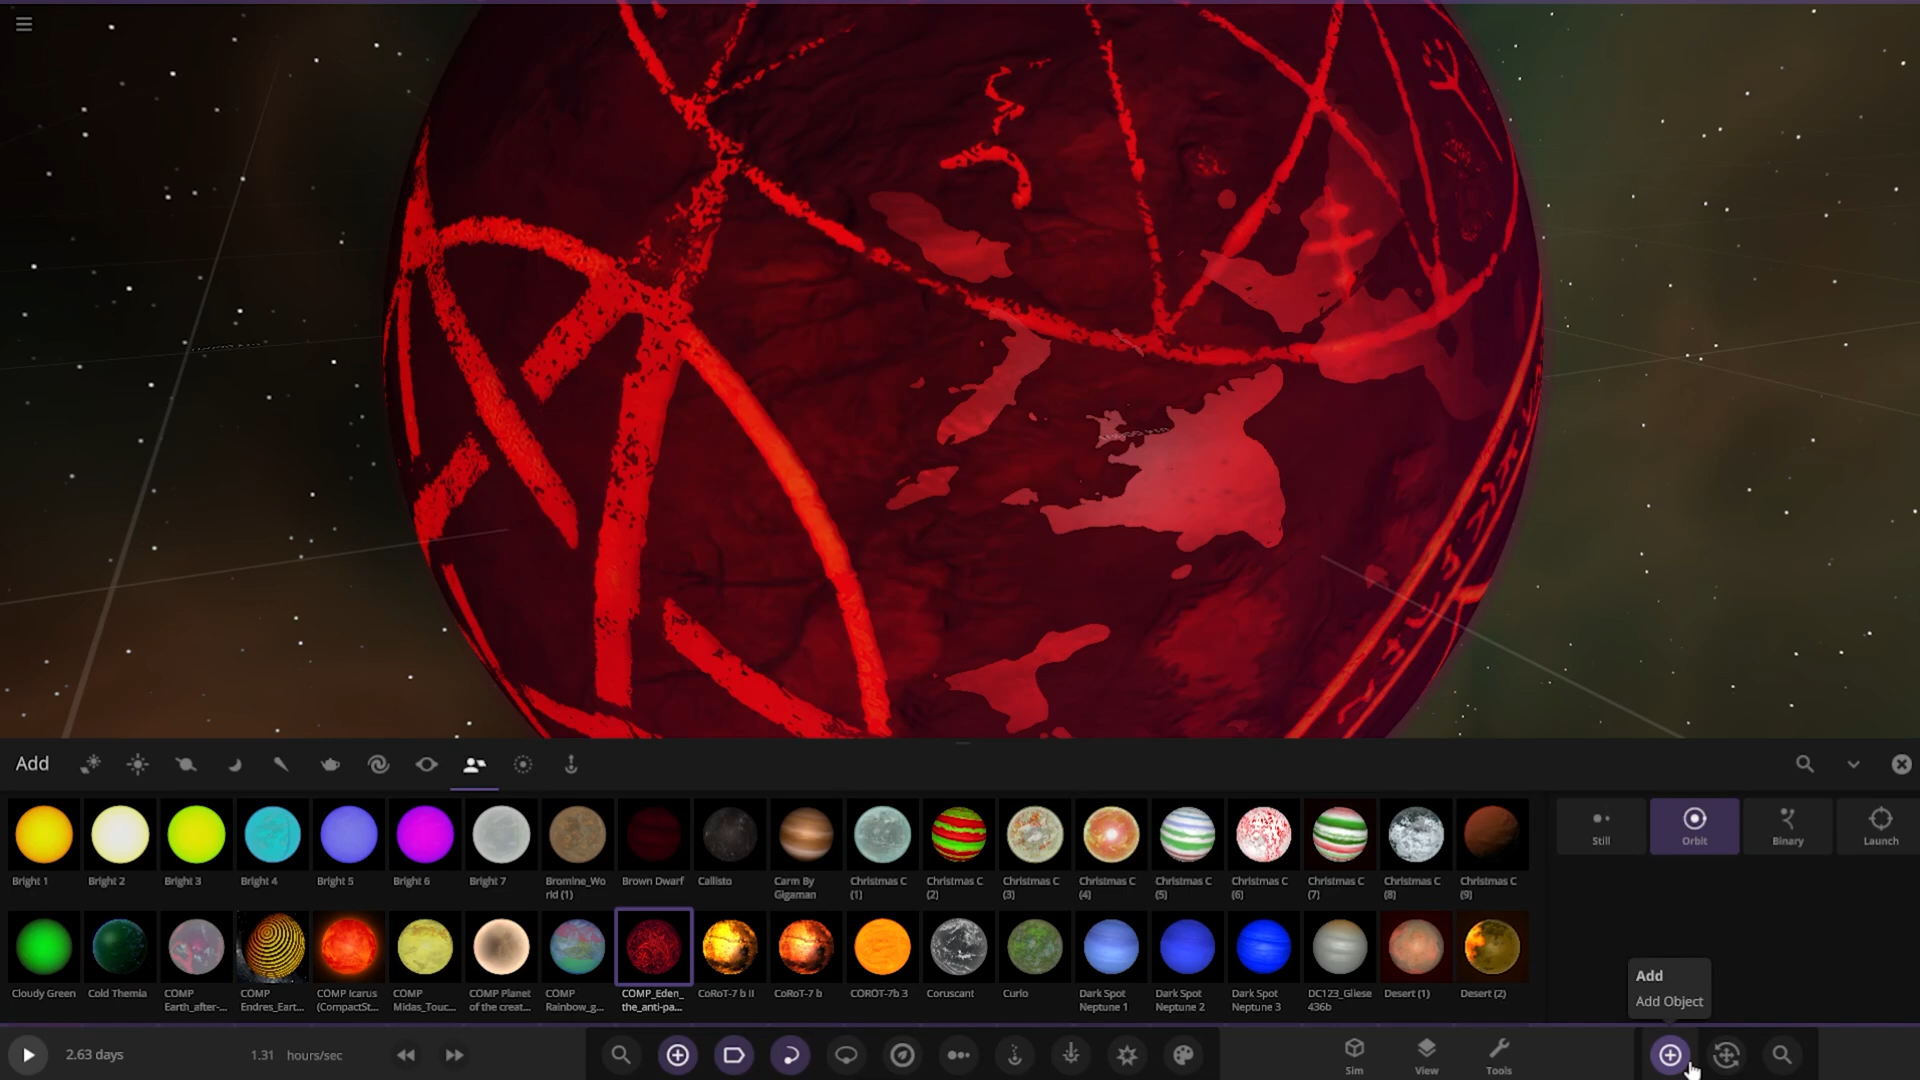 Add
Still
Orbit
Binary
Launch
Bright 1
Bright 2
Bright 3
Bright 4
Bright 5
Bright 6
Bright 7
Bromine_Wo
rld (1)
Brown Dwarf
Callisto
Carm By
Gigaman
Christmas C
(1)
Christmas C
(2)
Christmas C
(3)
Christmas C
(4)
Christmas C
(5)
Christmas C
(6)
Christmas C
(7)
Christmas C
(8)
Christmas C
(9)
Cloudy Green
Cold Themia
COMP
Earth_after-...
COMP
Endres_Eart...
COMP Icarus
(CompactSt...
COMP
Midas_Touc...
COMP Planet
of the creat...
COMP
Rainbow_g...
COMP_Eden_
the_anti-pa...
CoRoT-7 b II
CoRoT-7 b
COROT-7b 3
Coruscant
Curlo
Dark Spot
Neptune 1
Dark Spot
Neptune 2
Dark Spot
Neptune 3
DC123_Gliese
436b
Desert (1)
Desert (2)
Add
Add Object
2.63 days
1.31 hours/sec
Sim
View
Tools